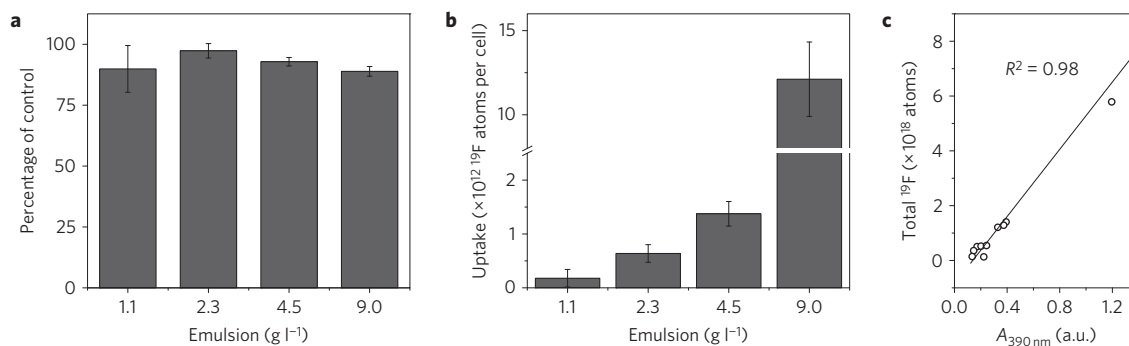 a
Percentage of control
100
75
50
25
0
1.1 2.3 4.5 9.0
Emulsion (g l⁻¹)
b
Uptake (×10¹² ¹⁹F atoms per cell)
14
12
10
2
1
0
1.1 2.3 4.5 9.0
Emulsion (g l⁻¹)
c
Total ¹⁹F (×10¹⁸ atoms)
8
6
4
2
0
R² = 0.98
0.0 0.4 0.8 1.2
A₃₉₀ ₙₘ (a.u.)